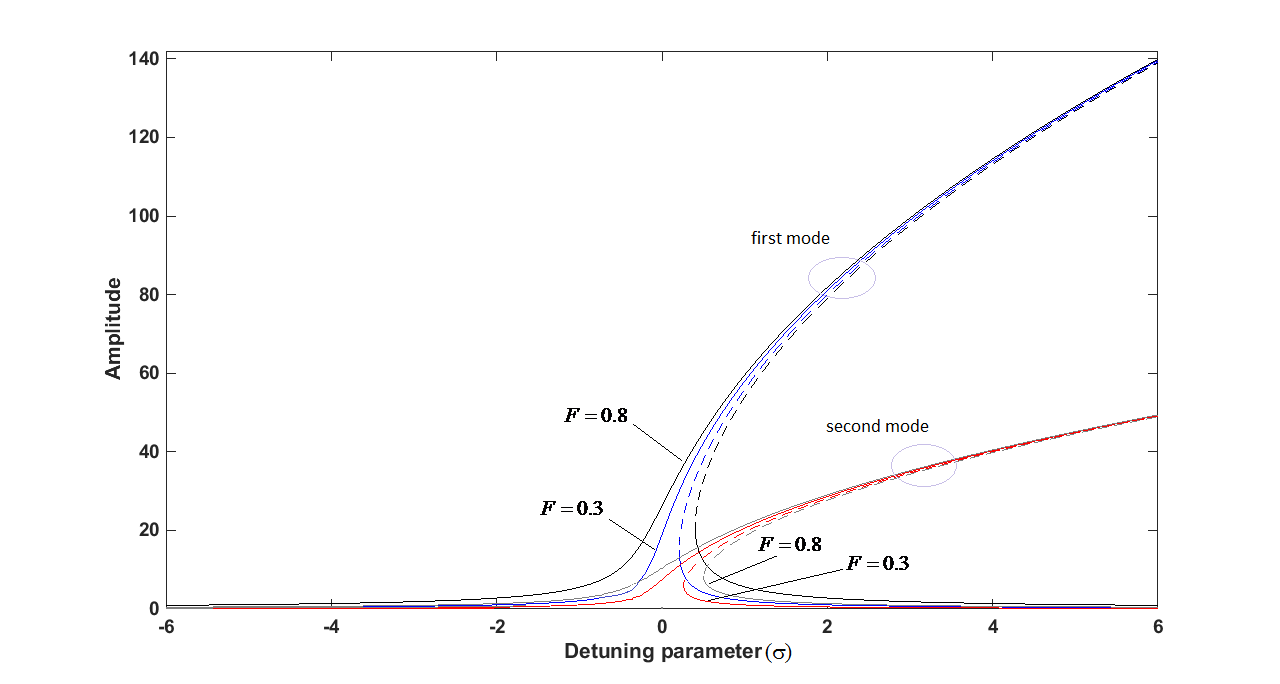 140
120
100
80
60
40
20
0
Amplitude
first mode
second mode
F = 0.8
F = 0.3
F = 0.8
F = 0.3
-6 -4 -2 0 2 4 6
Detuning parameter (σ)